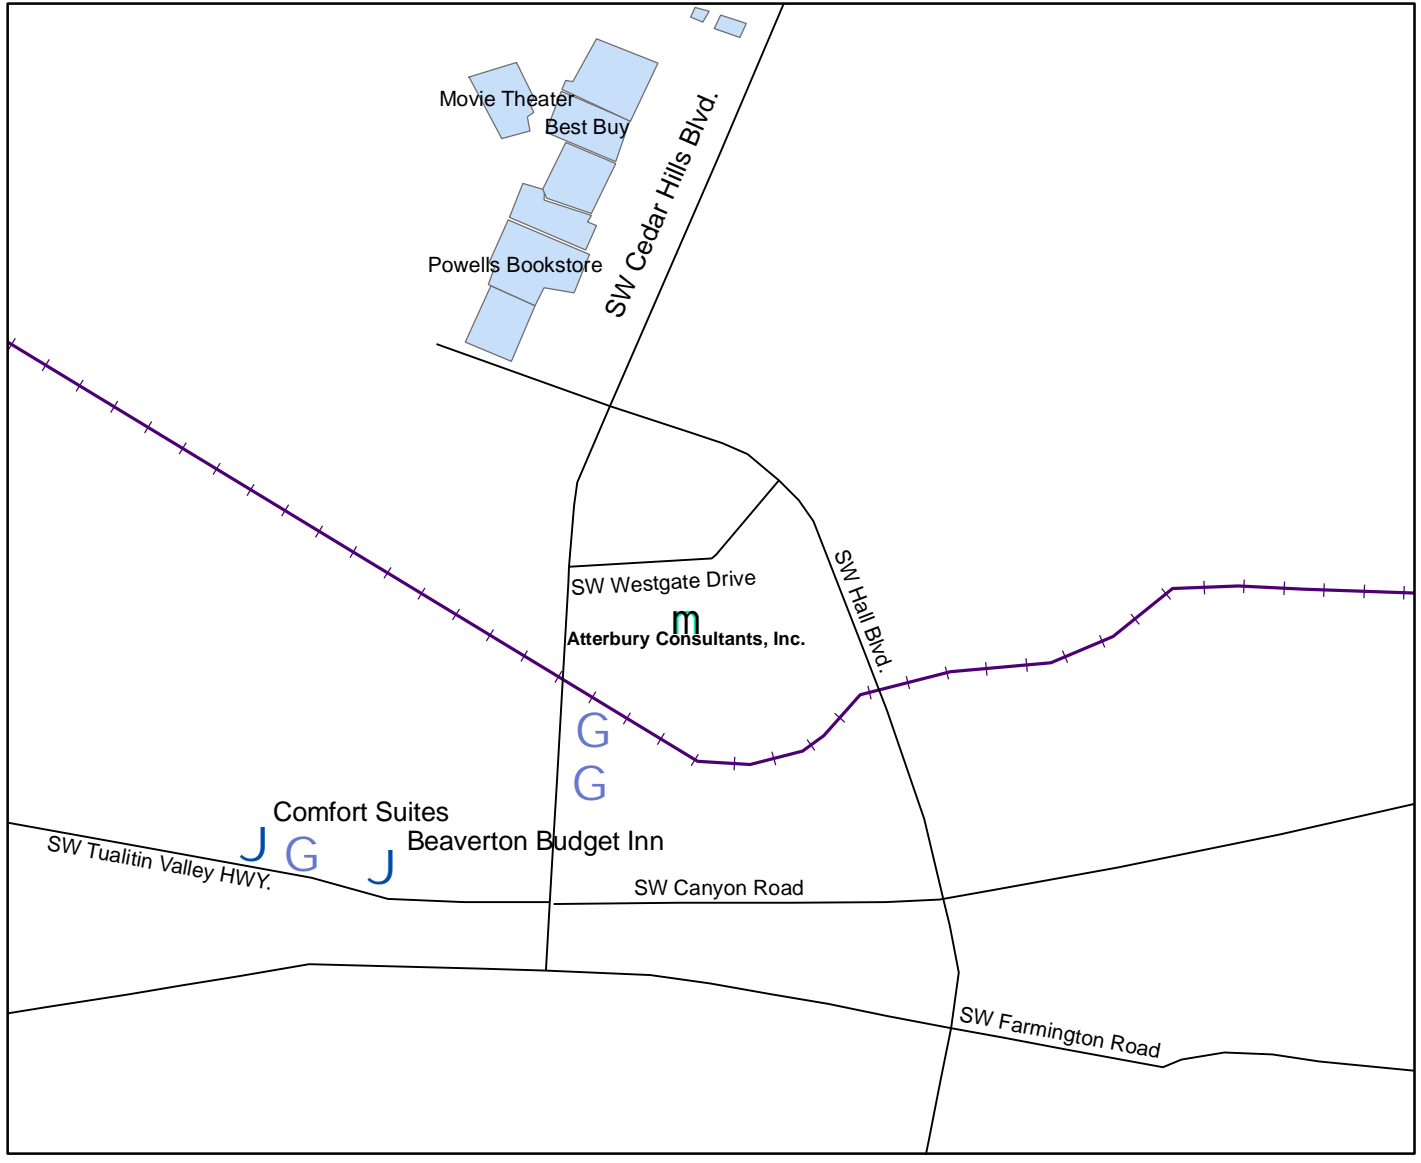 Movie Theater
Best Buy
SW Cedar Hills Blvd.
Powells Bookstore
SW Westgate Drive
SW Hall Blvd.
m
Atterbury Consultants, Inc.
G
G
Comfort Suites
J
G
J
Beaverton Budget Inn
SW Tualitin Valley HWY.
SW Canyon Road
SW Farmington Road